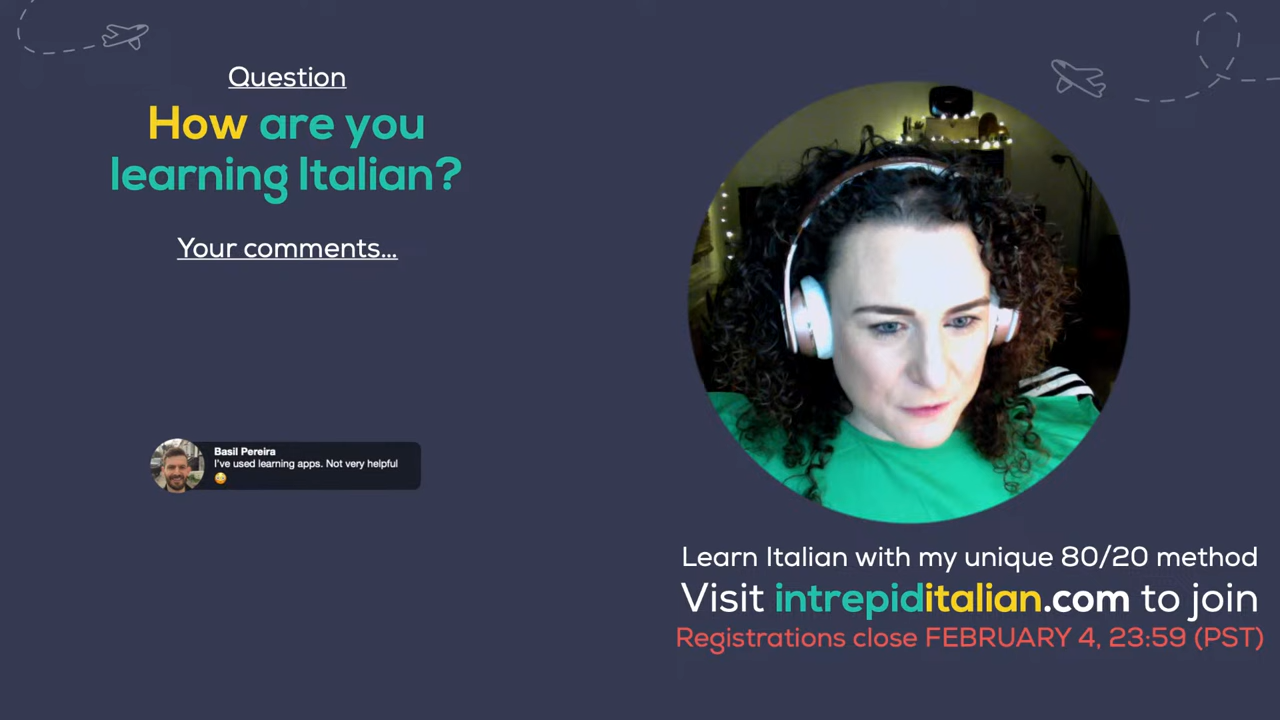 Question
How are you
learning Italian?
Your comments...
Basil Pereira
I've used learning apps. Not very helpful
😳
Learn Italian with my unique 80/20 method
Visit intrepiditalian.com to join
Registrations close FEBRUARY 4, 23:59 (PST)